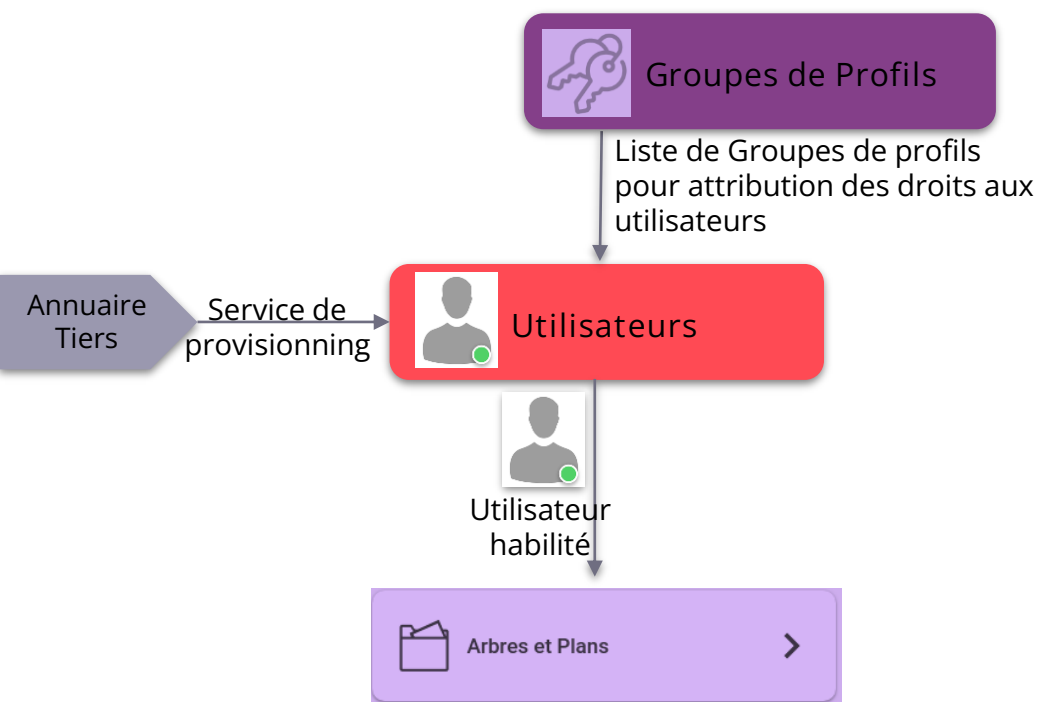 Groupes de Profils
Liste de Groupes de profils
pour attribution des droits aux
utilisateurs
Annuaire
Tiers
Service de
provisionning
Utilisateurs
Utilisateur
habilité
Arbres et Plans